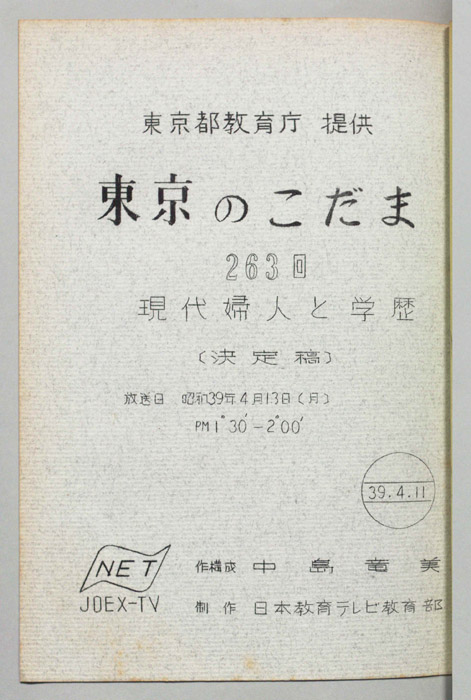 東京都教育庁 提供
東京のこだま
263回
現代婦人と学歴
(決定稿)
放送日 昭和39年4月13日(月)
PM1°30′-2°00′
39.4.11
NET
JOEX-TV
作構成 中島竜美
制作 日本教育テレビ教育部